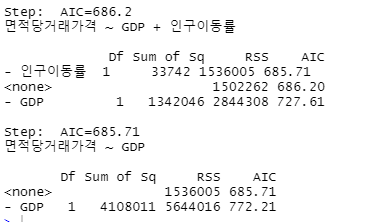 Step:  AIC=686.2
면적당거래가격 ~ GDP + 인구이동률
Df Sum of Sq     RSS    AIC
- 인구이동률  1     33742 1536005 685.71
<none>                    1502262 686.20
- GDP         1   1342046 2844308 727.61
Step:  AIC=685.71
면적당거래가격 ~ GDP
Df Sum of Sq     RSS    AIC
<none>              1536005 685.71
- GDP   1   4108011 5644016 772.21
>